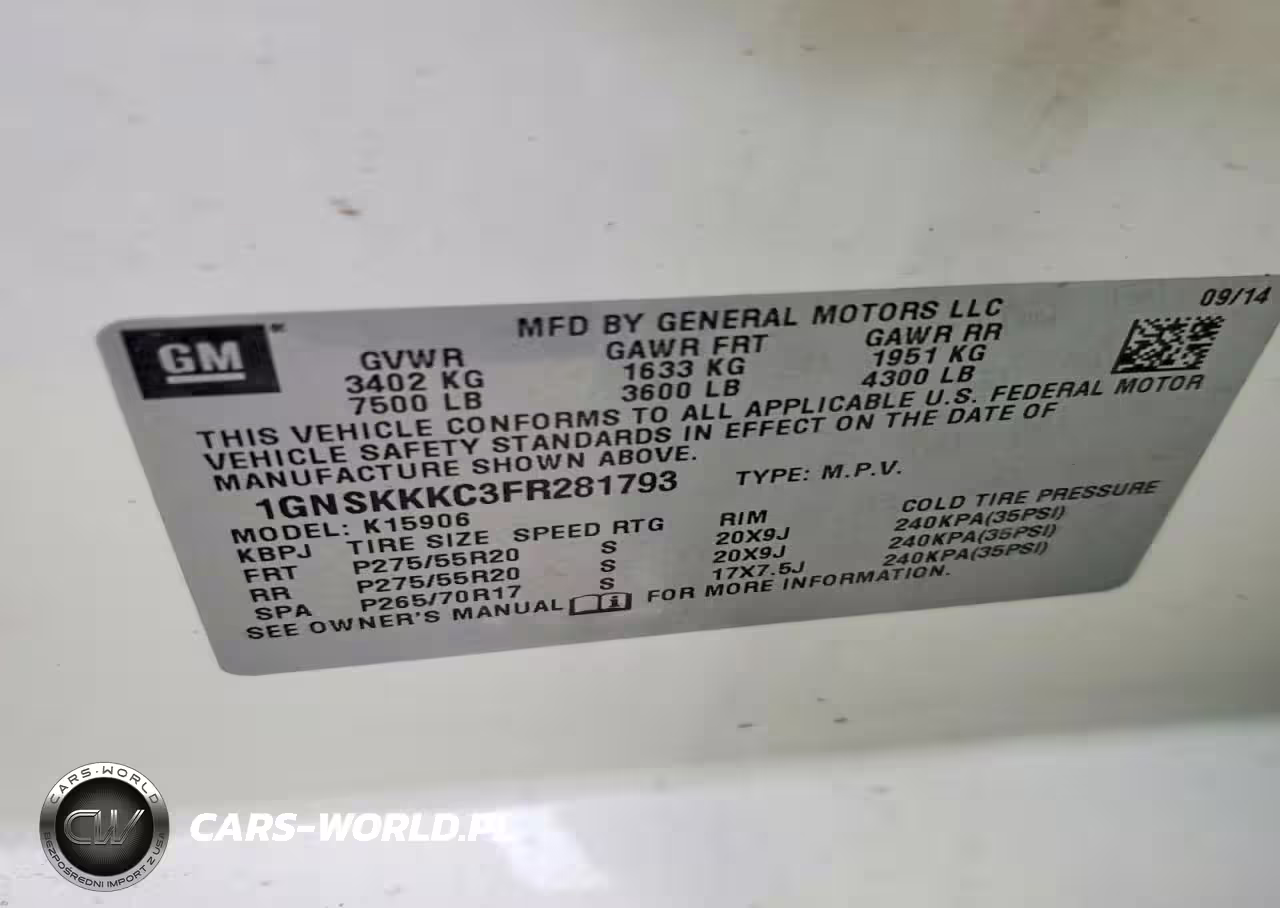 09/14
GM
MFD BY GENERAL MOTORS LLC
GVWR GAWR FRT GAWR RR
3402 KG 1633 KG 1951 KG
7500 LB 3600 LB 4300 LB
THIS VEHICLE CONFORMS TO ALL APPLICABLE U.S. FEDERAL MOTOR
VEHICLE SAFETY STANDARDS IN EFFECT ON THE DATE OF
MANUFACTURE SHOWN ABOVE.
1GNSKKKC3FR281793 TYPE: M.P.V.
MODEL: K15906
KBPJ TIRE SIZE SPEED RTG RIM COLD TIRE PRESSURE
FRT P275/55R20 S 20X9J 240KPA(35PSI)
RR P275/55R20 S 20X9J 240KPA(35PSI)
SPA P265/70R17 S 17X7.5J 240KPA(35PSI)
SEE OWNER'S MANUAL FOR MORE INFORMATION.
CARS-WORLD
CW
BEZPOŚREDNI IMPORT Z USA
CARS-WORLD.PL